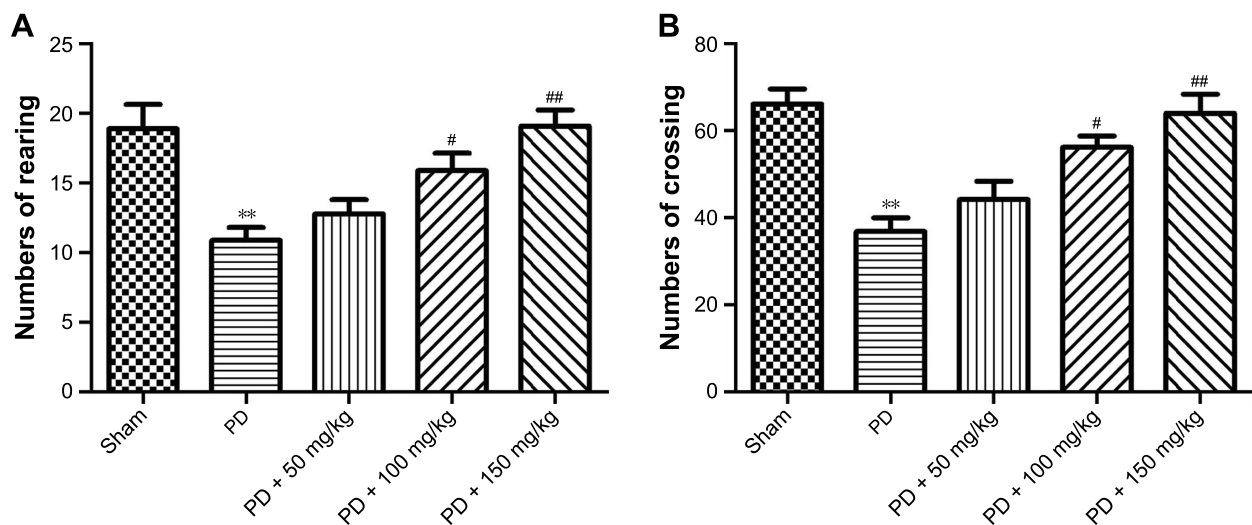 A
Numbers of rearing
25
20
15
10
5
0
**
#
##
Sham
PD
PD + 50 mg/kg
PD + 100 mg/kg
PD + 150 mg/kg
B
Numbers of crossing
80
60
40
20
0
**
#
##
Sham
PD
PD + 50 mg/kg
PD + 100 mg/kg
PD + 150 mg/kg